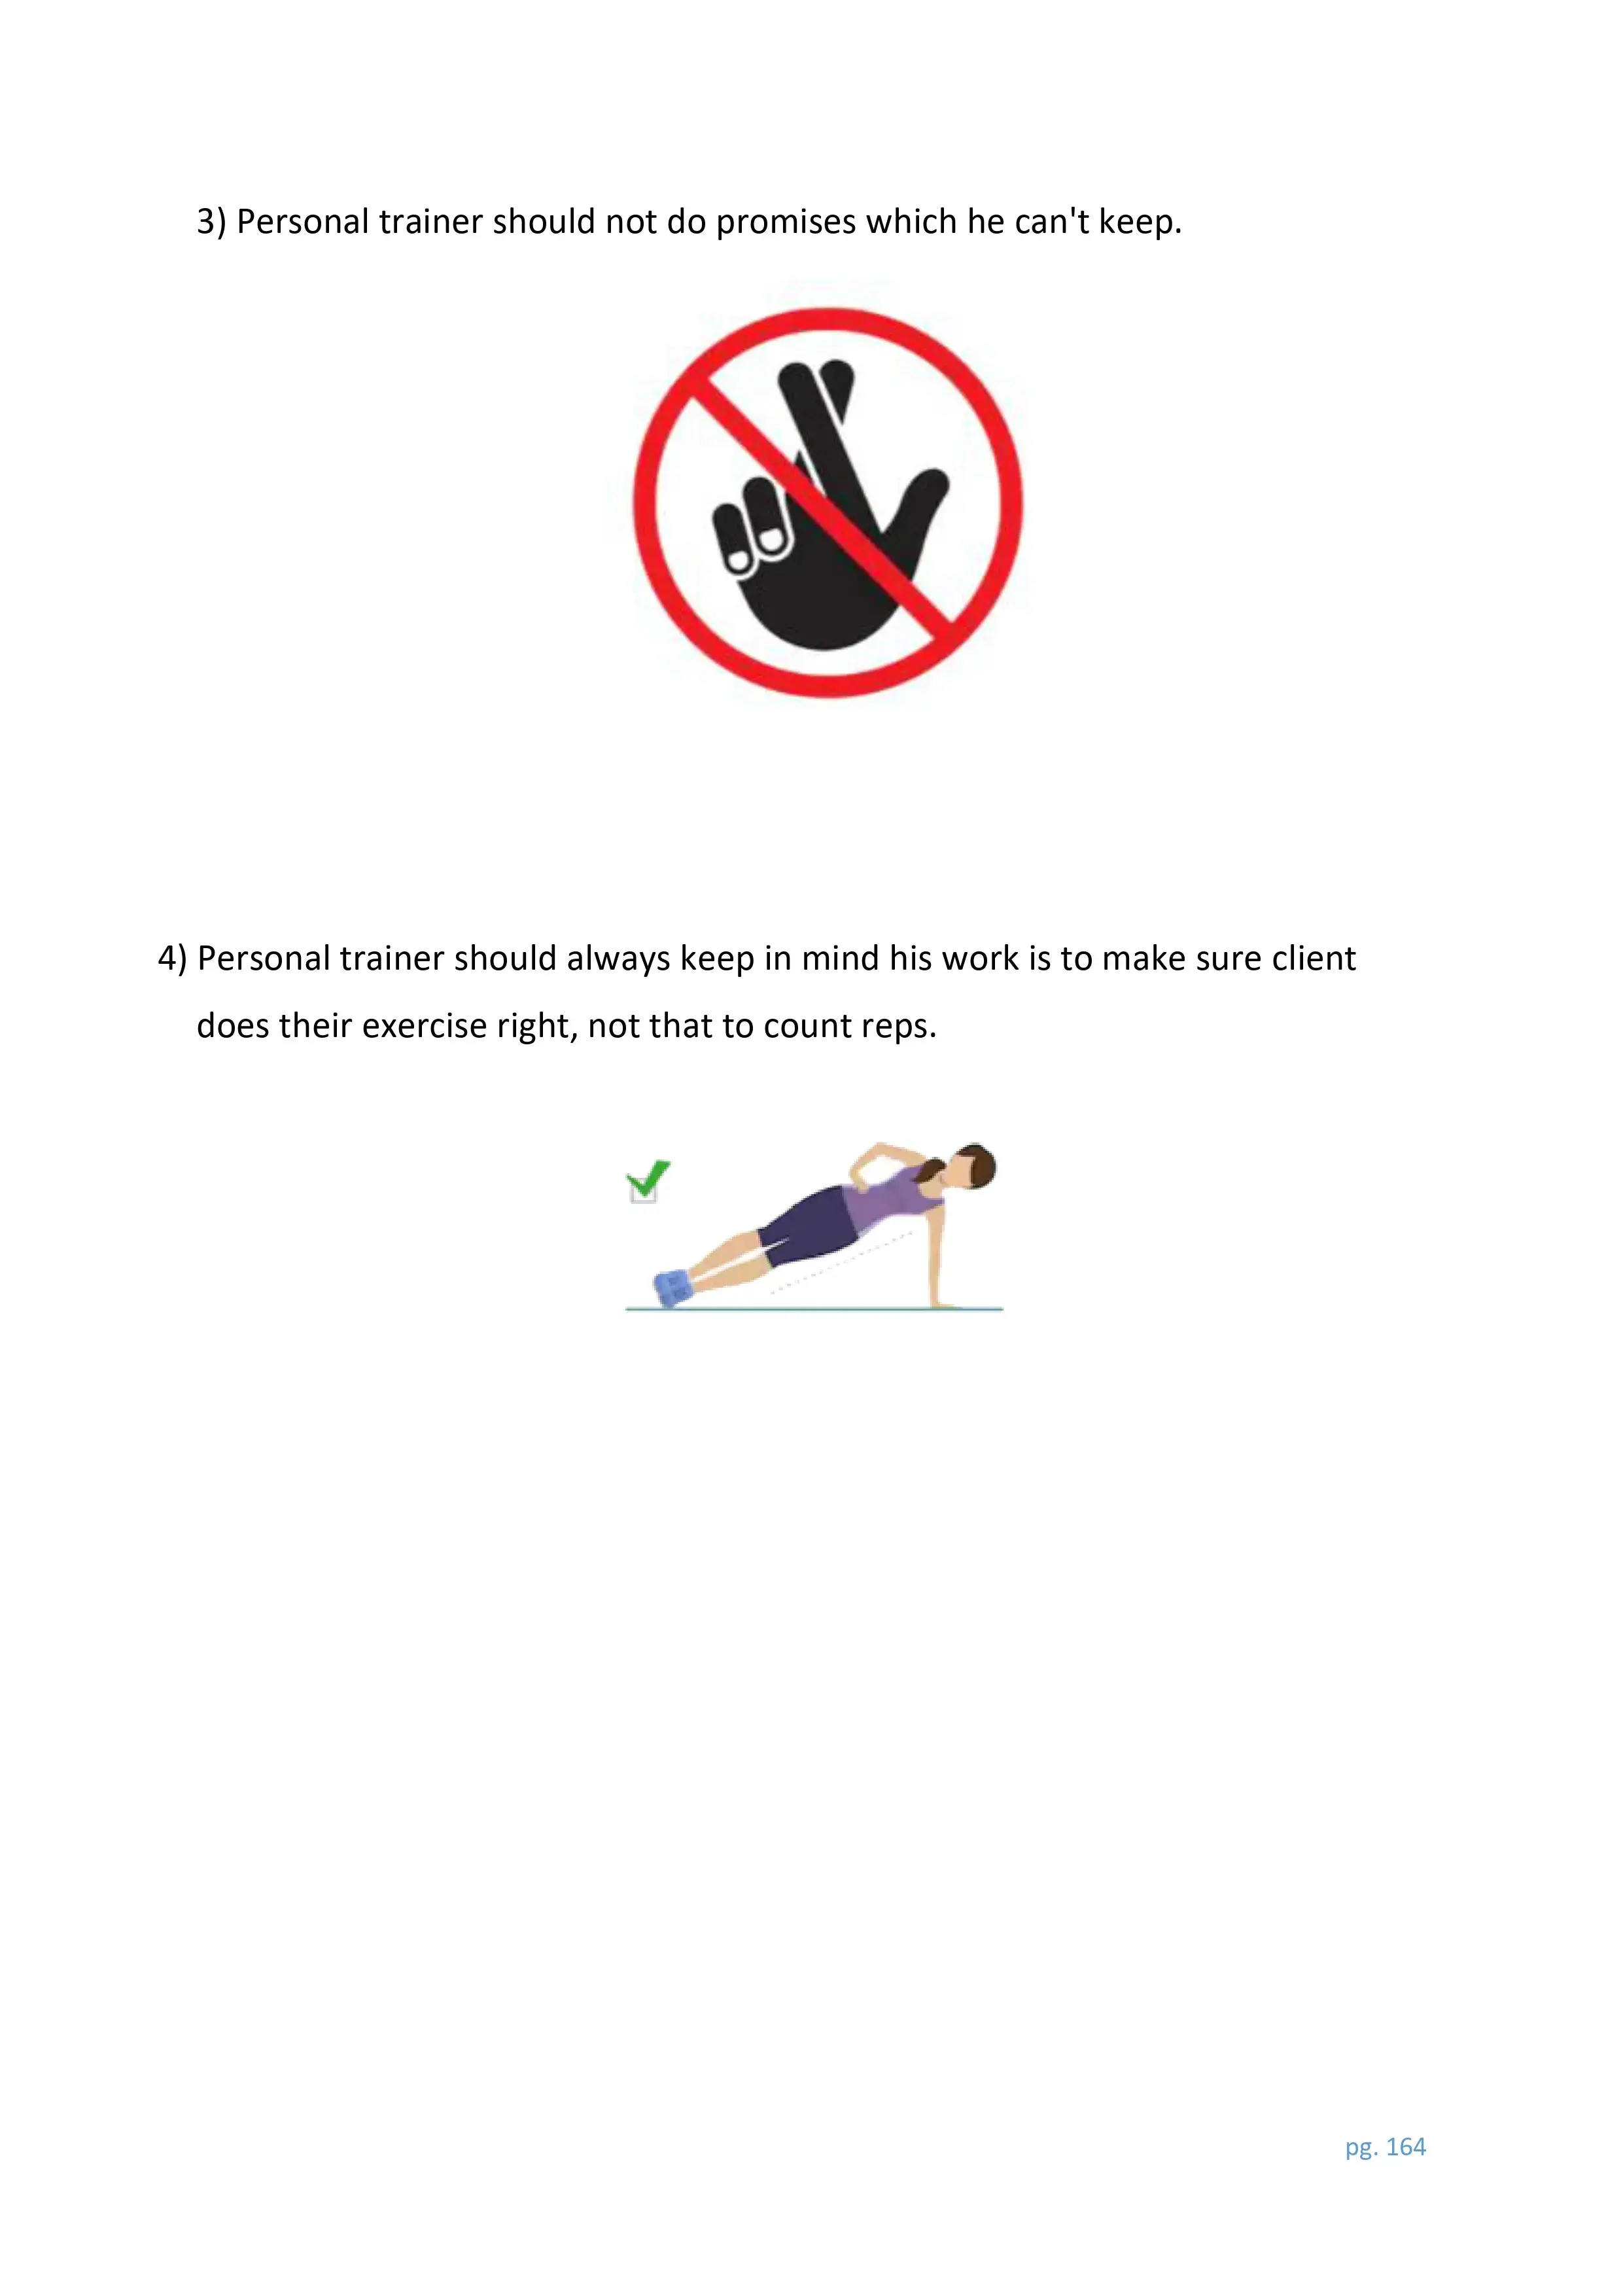 3) Personal trainer should not do promises which he can't keep.
4) Personal trainer should always keep in mind his work is to make sure client
does their exercise right, not that to count reps.
pg. 164